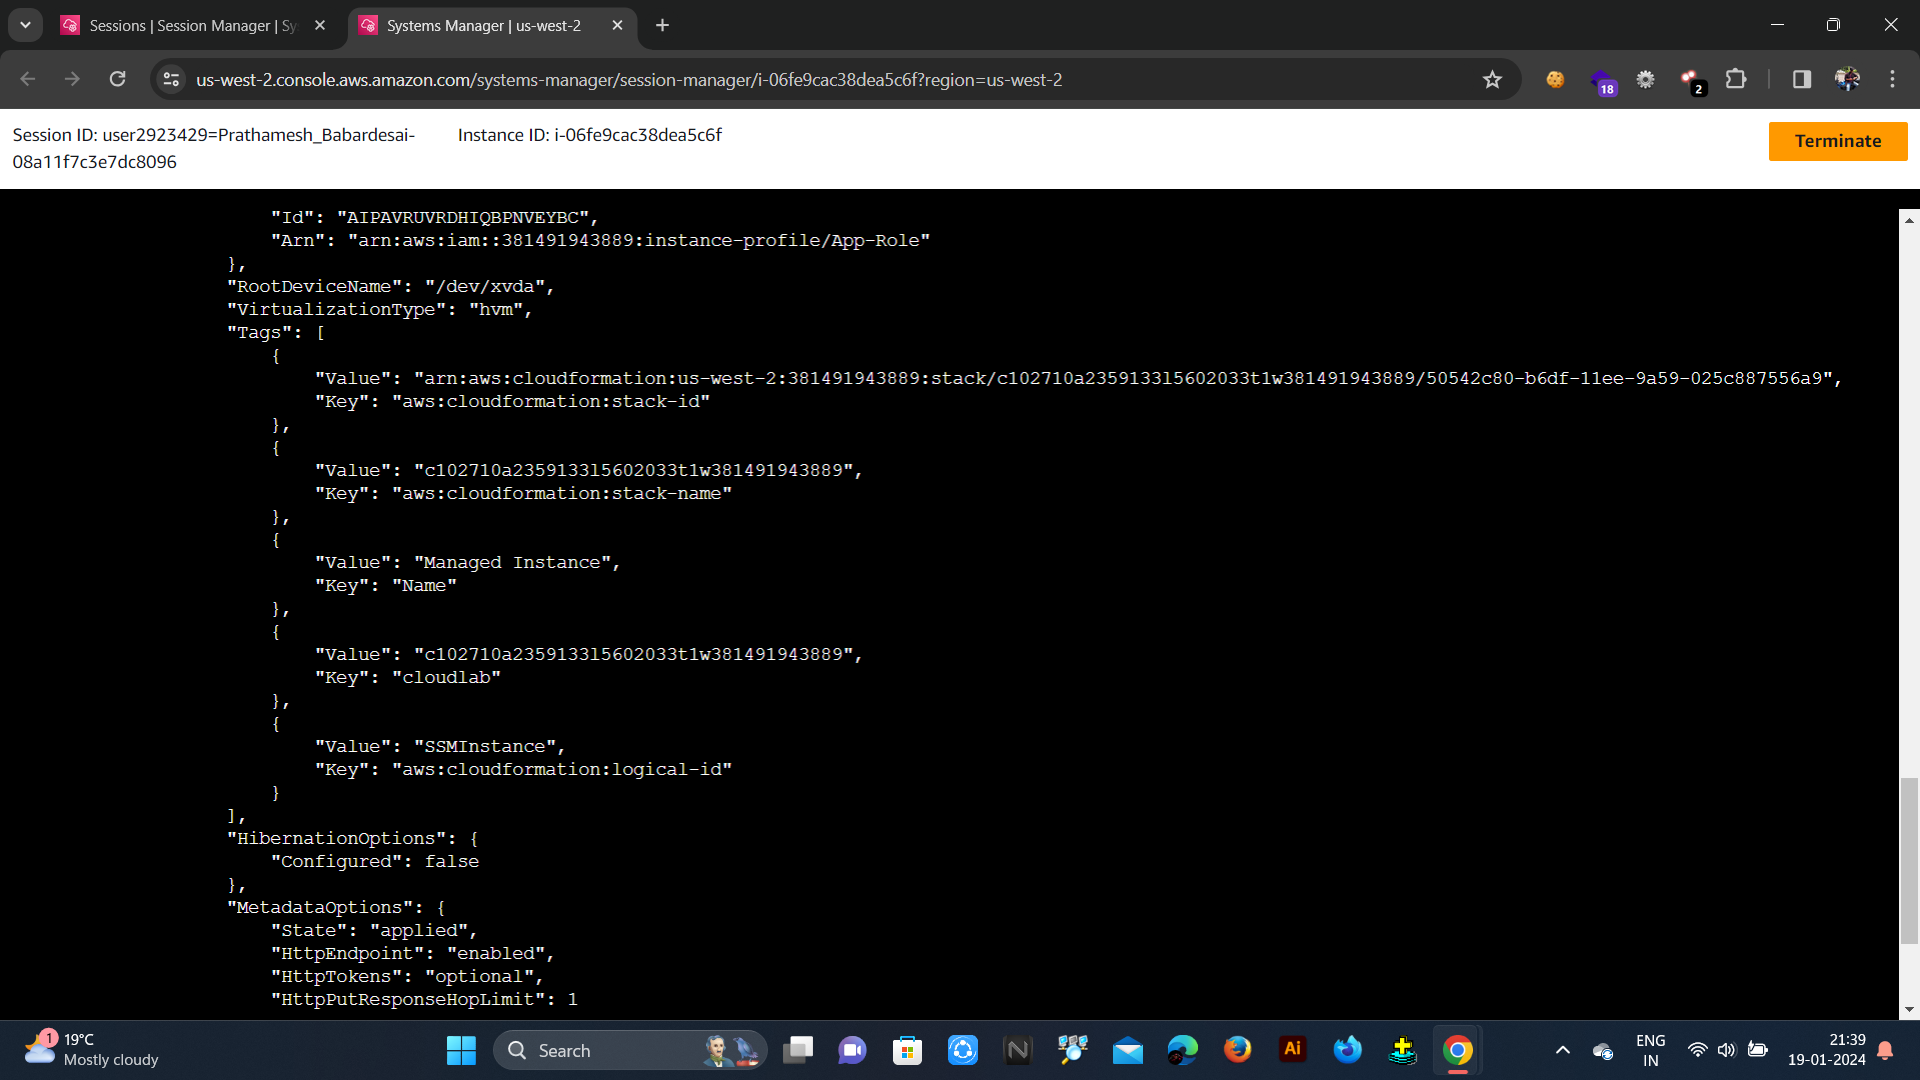 Sessions | Session Manager | Sy
Systems Manager | us-west-2
us-west-2.console.aws.amazon.com/systems-manager/session-manager/i-06fe9cac38dea5c6f?region=us-west-2
18
2
Session ID: user2923429=Prathamesh_Babardesai-
08a11f7c3e7dc8096
Instance ID: i-06fe9cac38dea5c6f
Terminate
"Id": "AIPAVRUVRDHIQBPNVEYBC",
"Arn": "arn:aws:iam::381491943889:instance-profile/App-Role"
},
"RootDeviceName": "/dev/xvda",
"VirtualizationType": "hvm",
"Tags": [
{
"Value": "arn:aws:cloudformation:us-west-2:381491943889:stack/c102710a2359133l5602033t1w381491943889/50542c80-b6df-11ee-9a59-025c887556a9",
"Key": "aws:cloudformation:stack-id"
},
{
"Value": "c102710a2359133l5602033t1w381491943889",
"Key": "aws:cloudformation:stack-name"
},
{
"Value": "Managed Instance",
"Key": "Name"
},
{
"Value": "c102710a2359133l5602033t1w381491943889",
"Key": "cloudlab"
},
{
"Value": "SSMInstance",
"Key": "aws:cloudformation:logical-id"
}
],
"HibernationOptions": {
"Configured": false
},
"MetadataOptions": {
"State": "applied",
"HttpEndpoint": "enabled",
"HttpTokens": "optional",
"HttpPutResponseHopLimit": 1
1
19°C
Mostly cloudy
Search
N
Ai
ENG
IN
21:39
19-01-2024